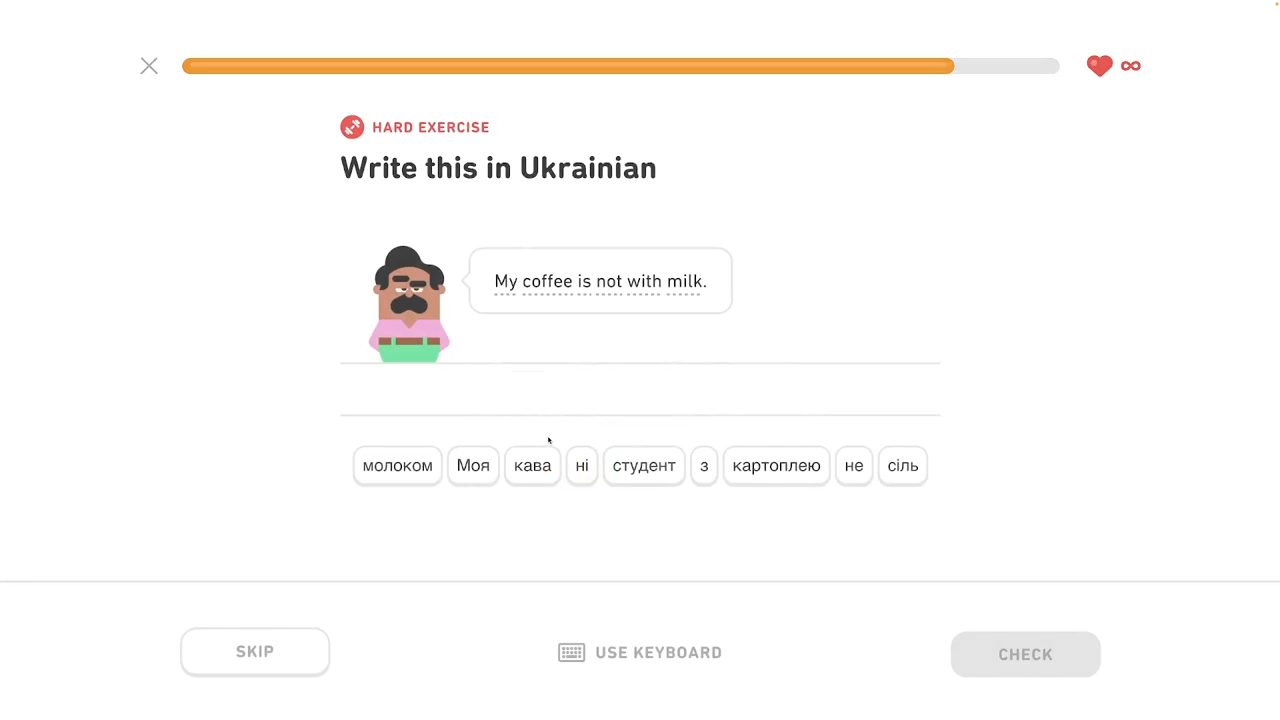 HARD EXERCISE
Write this in Ukrainian
My coffee is not with milk.
молоком Моя кава ні студент з картоплею не сіль
SKIP USE KEYBOARD CHECK